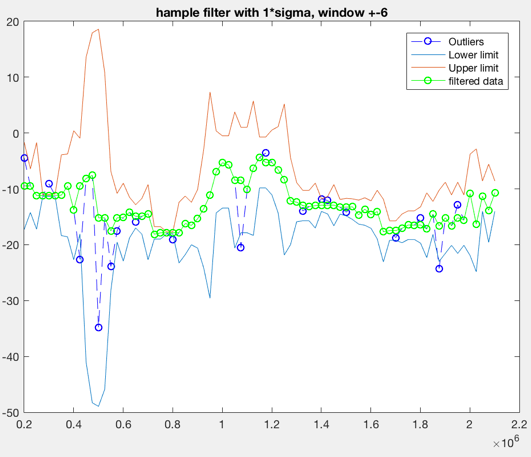 hample filter with 1*sigma, window +-6
20
10
0
-10
-20
-30
-40
-50
Outliers
Lower limit
Upper limit
filtered data
0.2 0.4 0.6 0.8 1 1.2 1.4 1.6 1.8 2 2.2
×10⁶